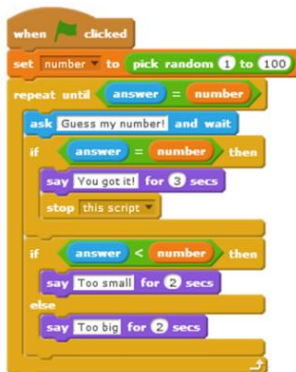 when clicked
set number to pick random 1 to 100
repeat until answer = number
ask Guess my number! and wait
if answer = number then
say You got it! for 3 secs
stop this script
if answer < number then
say Too small for 2 secs
else
say Too big for 2 secs